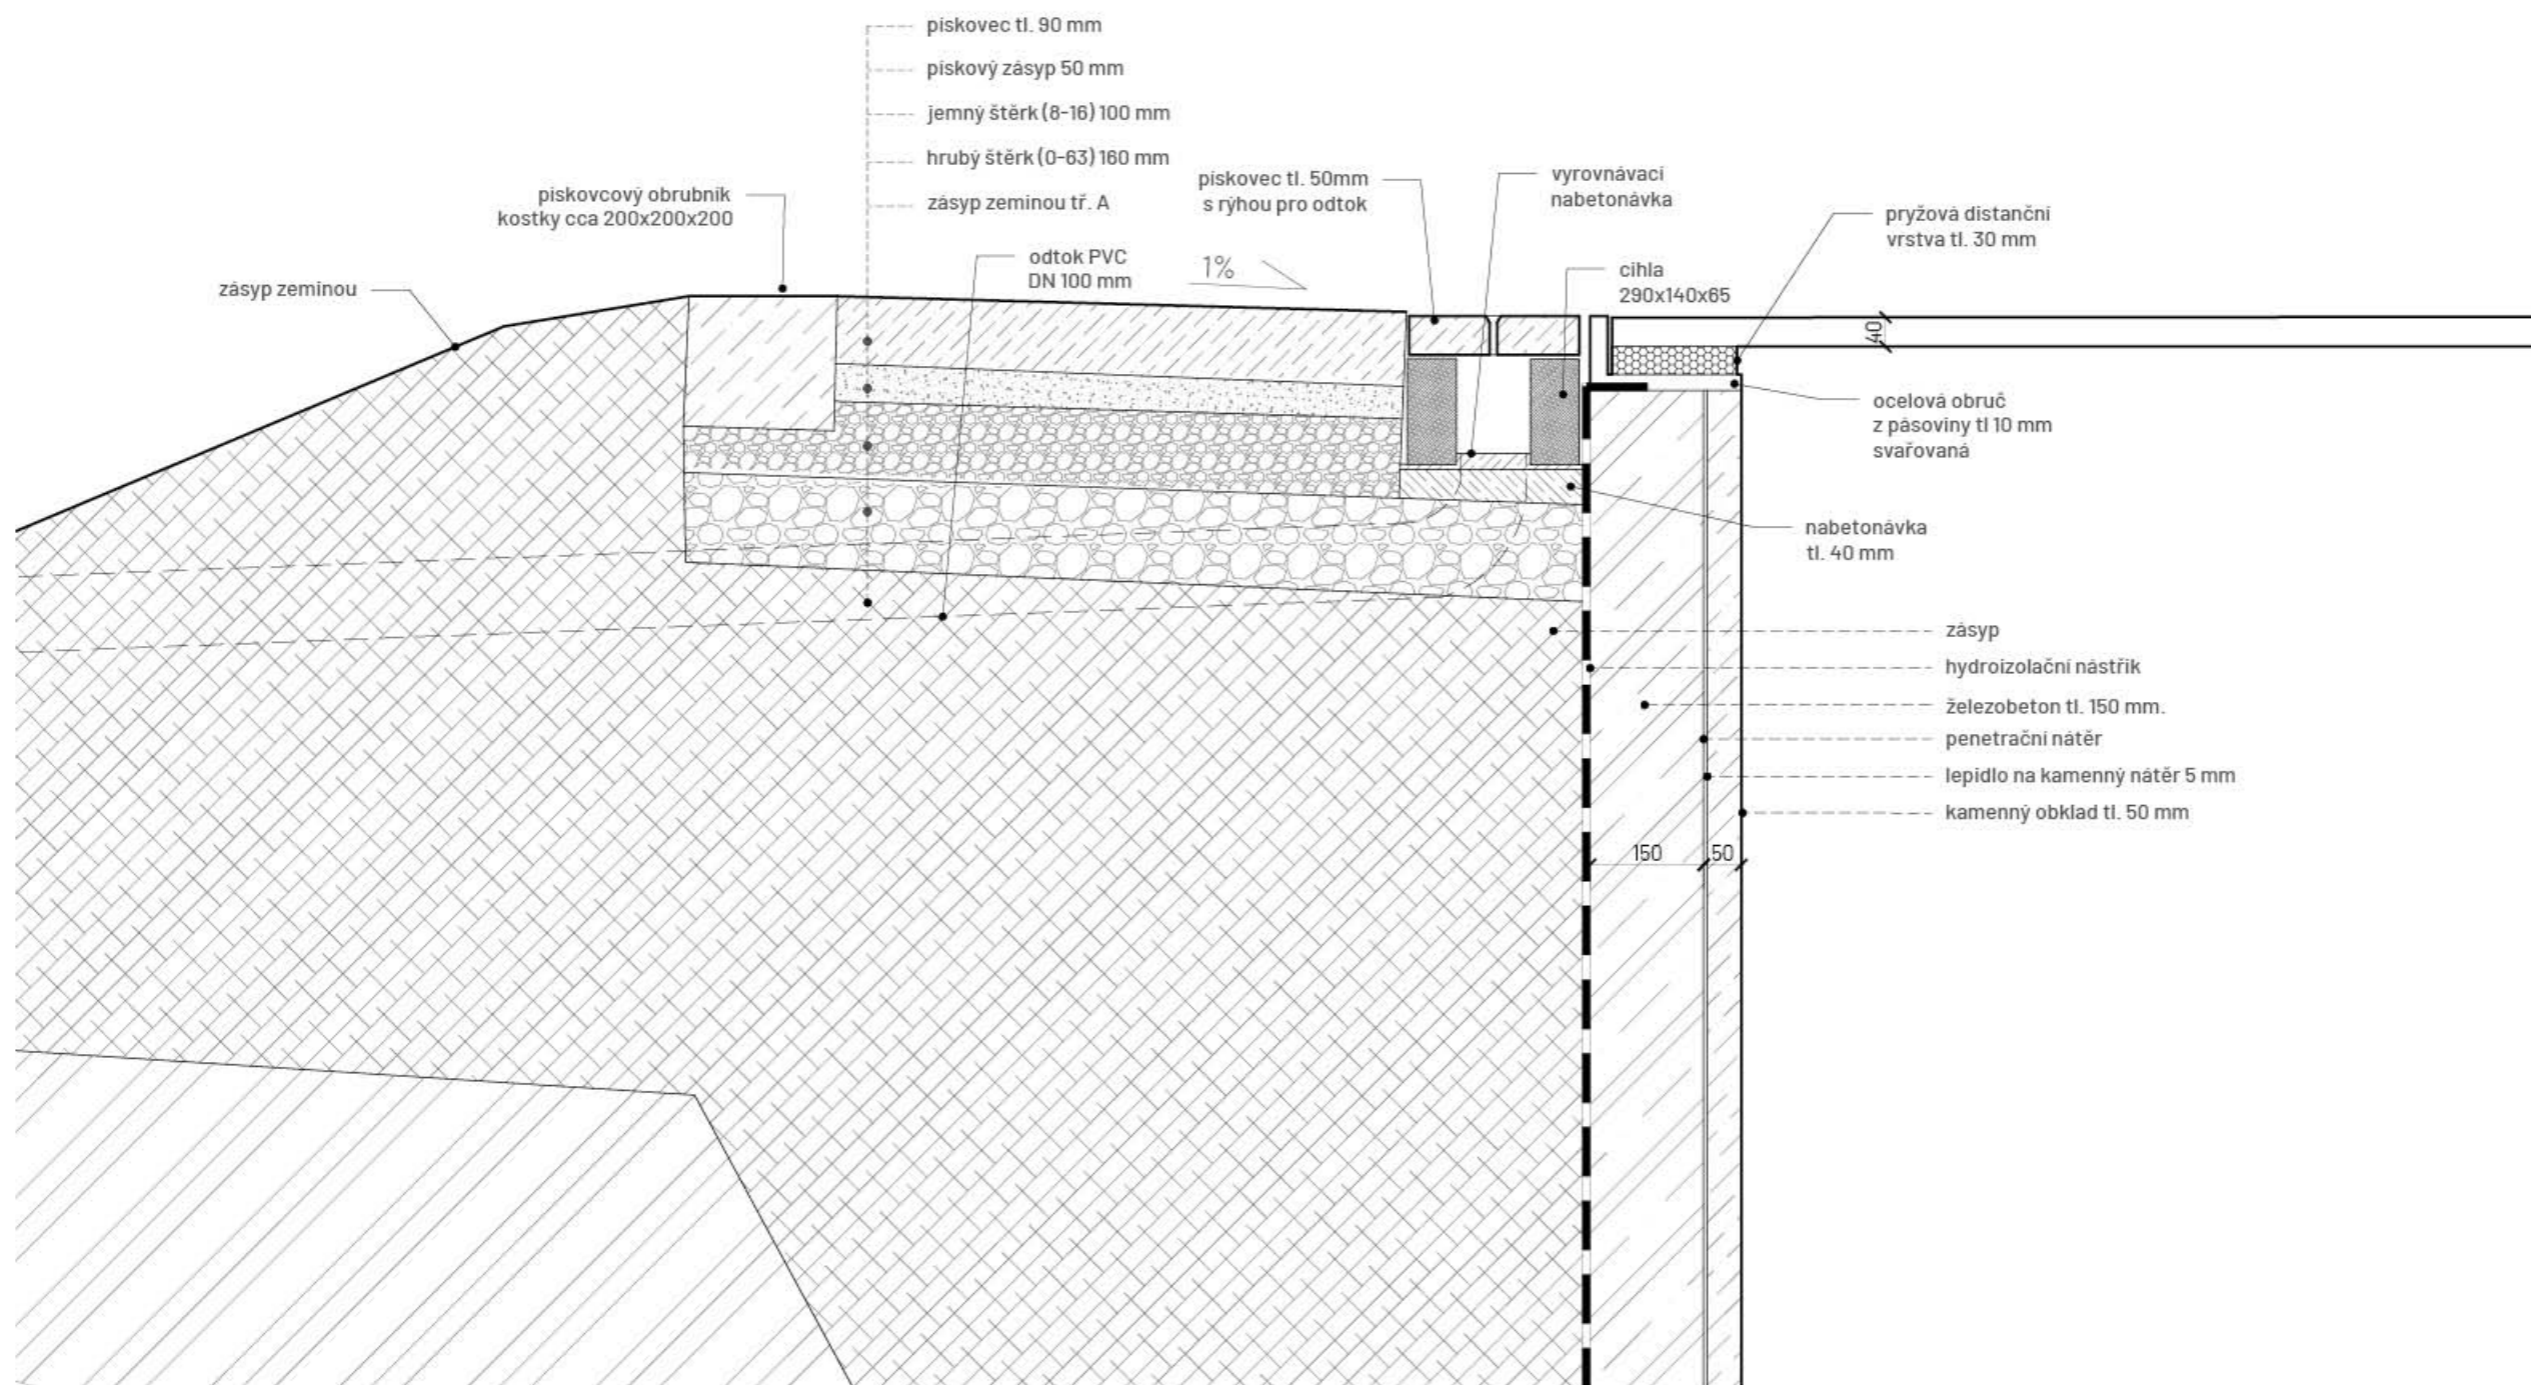 pískovec tl. 90 mm
pískový zásyp 50 mm
jemný štěrk (8-16) 100 mm
hrubý štěrk (0-63) 160 mm
zásyp zeminou tř. A
pískovcový obrubník
kostky cca 200x200x200
zásyp zeminou
odtok PVC
DN 100 mm
1%
pískovec tl. 50mm
s rýhou pro odtok
vyrovnávací
nabetonávka
cihla
290x140x65
pryžová distanční
vrstva tl. 30 mm
40
ocelová obruč
z pásoviny tl 10 mm
svařovaná
nabetonávka
tl. 40 mm
zásyp
hydroizolační nástřik
železobeton tl. 150 mm.
penetrační nátěr
lepidlo na kamenný nátěr 5 mm
kamenný obklad tl. 50 mm
150
50